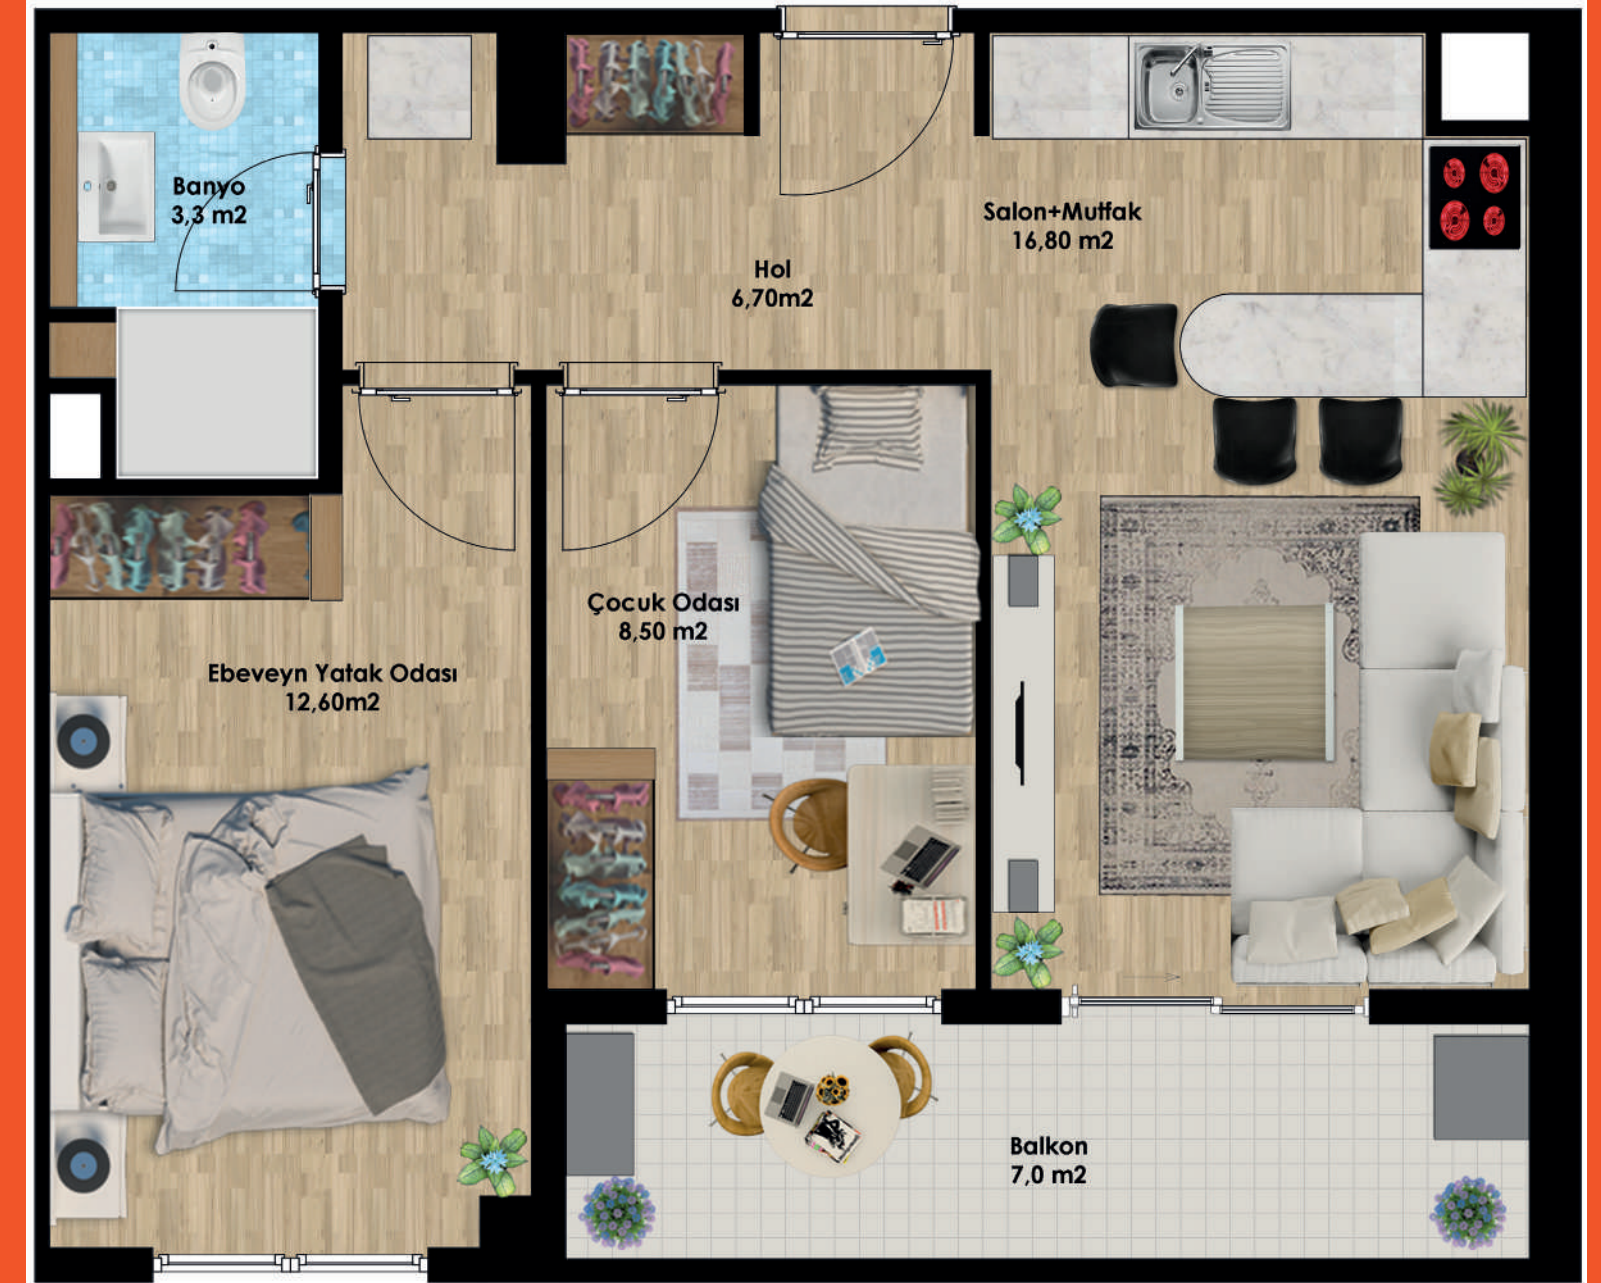 Banyo
3,3 m2
Salon+Mutfak
16,80 m2
Hol
6,70m2
Çocuk Odası
8,50 m2
Ebeveyn Yatak Odası
12,60m2
Balkon
7,0 m2